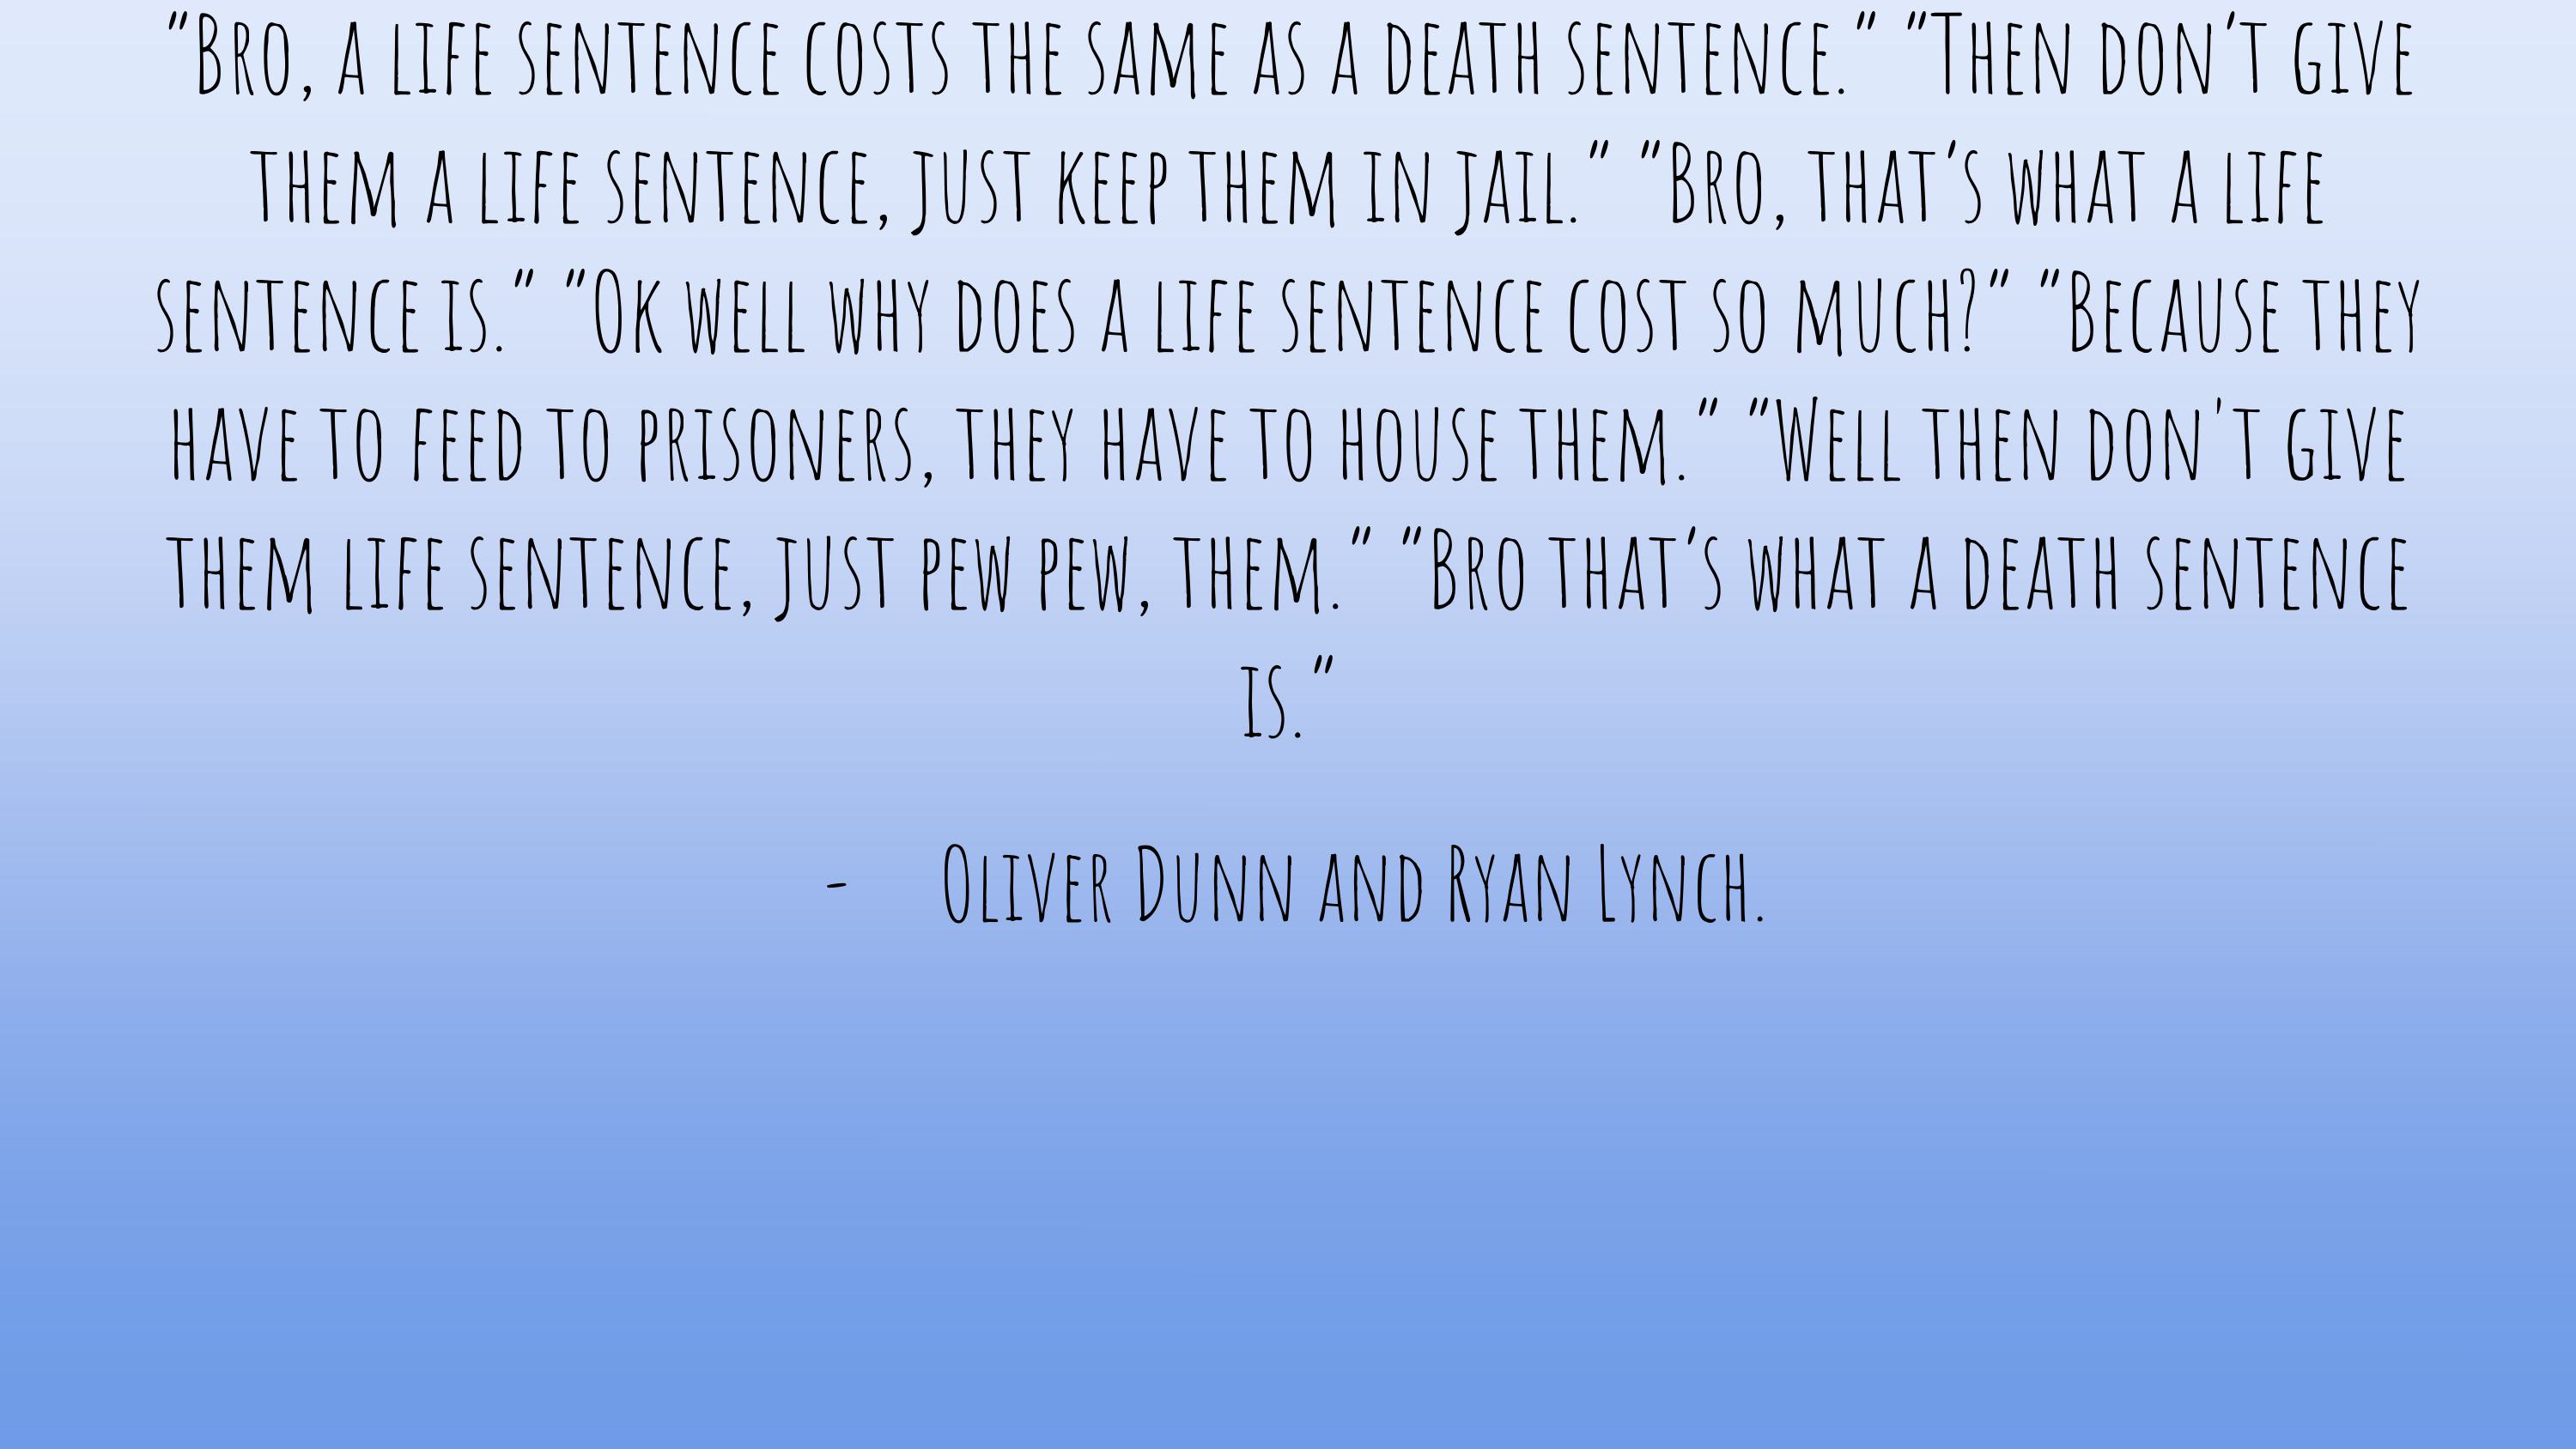 "Bro, a life sentence costs the same as a death sentence." "Then don't give
them a life sentence, just keep them in jail." "Bro, that's what a life
sentence is." "Ok well why does a life sentence cost so much?" "Because they
have to feed to prisoners, they have to house them." "Well then don't give
them life sentence, just pew pew, them." "Bro that's what a death sentence
is."
- Oliver Dunn and Ryan Lynch.